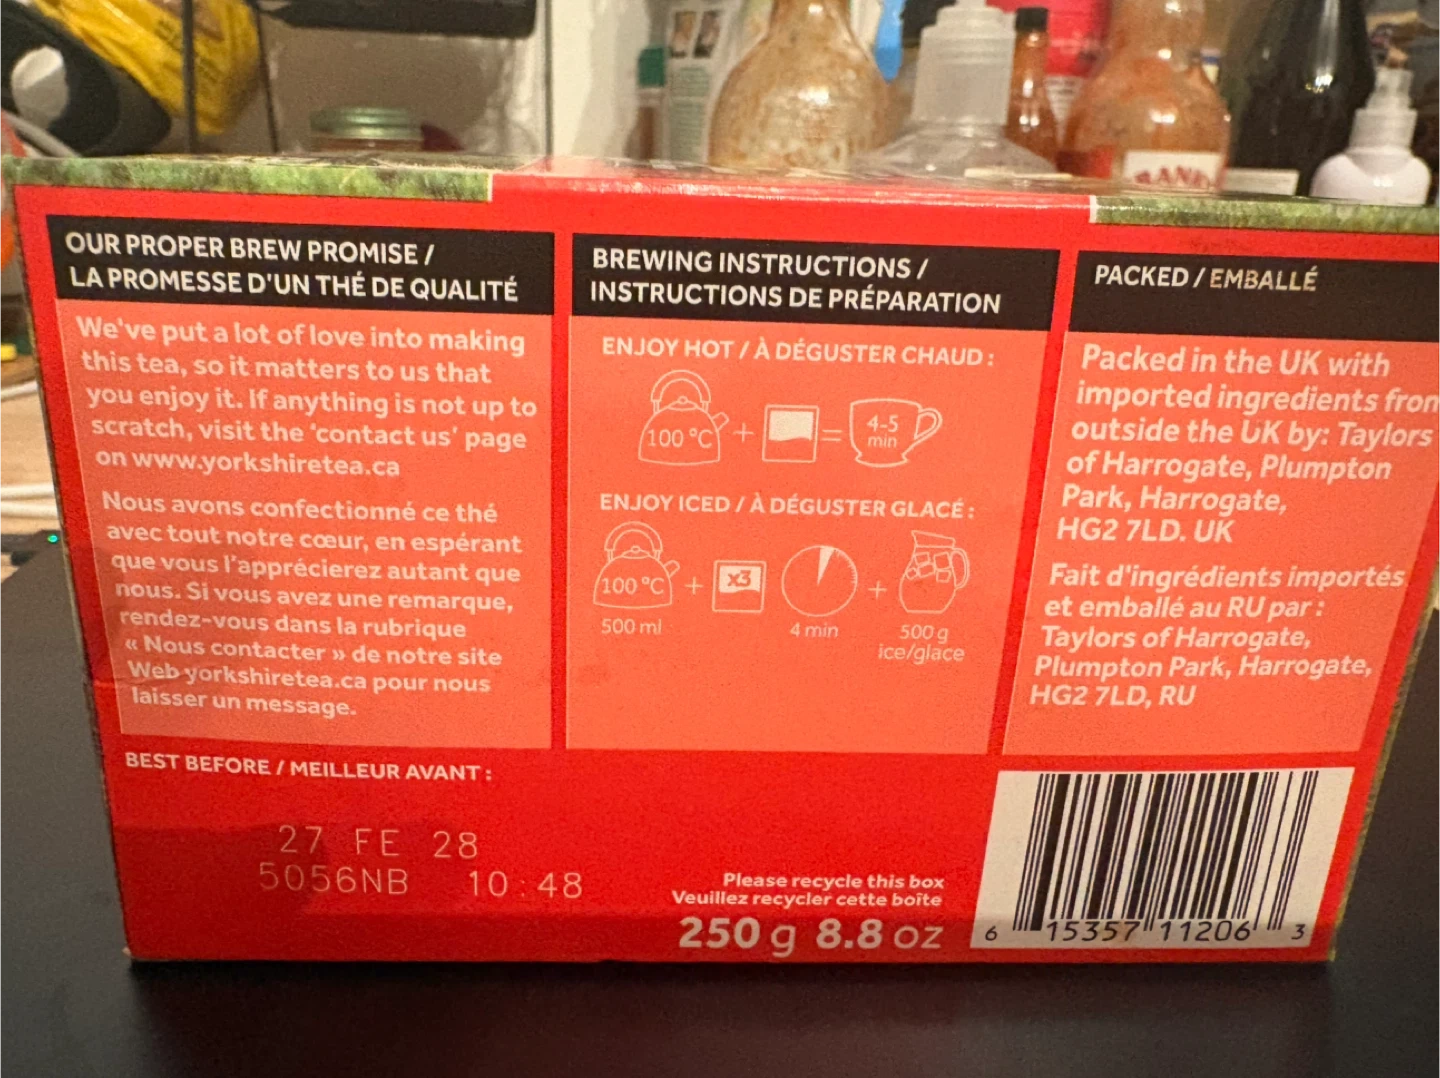 OUR PROPER BREW PROMISE /
LA PROMESSE D'UN THÉ DE QUALITÉ
We've put a lot of love into making
this tea, so it matters to us that
you enjoy it. If anything is not up to
scratch, visit the 'contact us' page
on www.yorkshiretea.ca
Nous avons confectionné ce thé
avec tout notre cœur, en espérant
que vous l'apprécierez autant que
nous. Si vous avez une remarque,
rendez-vous dans la rubrique
« Nous contacter » de notre site
Web yorkshiretea.ca pour nous
laisser un message.
BEST BEFORE / MEILLEUR AVANT :
27 FE 28
5056NB 10:48
BREWING INSTRUCTIONS /
INSTRUCTIONS DE PRÉPARATION
ENJOY HOT / À DÉGUSTER CHAUD :
100 °C + = 4-5
min
ENJOY ICED / À DÉGUSTER GLACÉ :
100 °C + x3 +
500 ml 4 min 500 g
ice/glace
Please recycle this box
Veuillez recycler cette boîte
250 g 8.8 oz
PACKED / EMBALLÉ
Packed in the UK with
imported ingredients from
outside the UK by: Taylors
of Harrogate, Plumpton
Park, Harrogate,
HG2 7LD. UK
Fait d'ingrédients importés
et emballé au RU par :
Taylors of Harrogate,
Plumpton Park, Harrogate,
HG2 7LD, RU
6 15357 11206 3